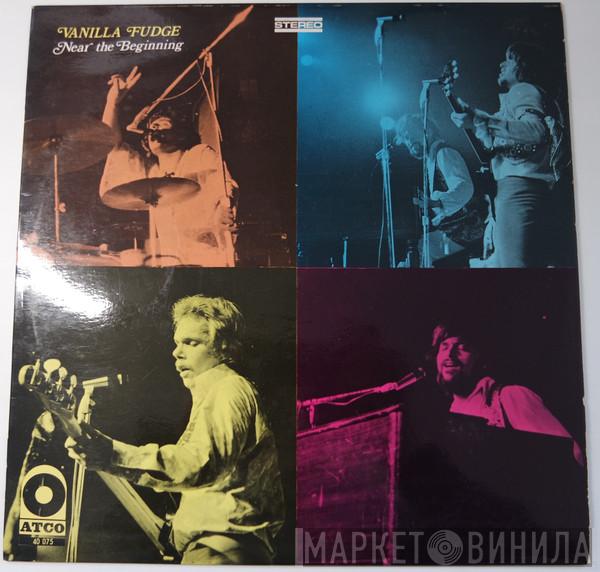 VANILLA FUDGE
Near the Beginning
STEREO
ATCO
40 075
МАРКЕТ ВИНИЛА